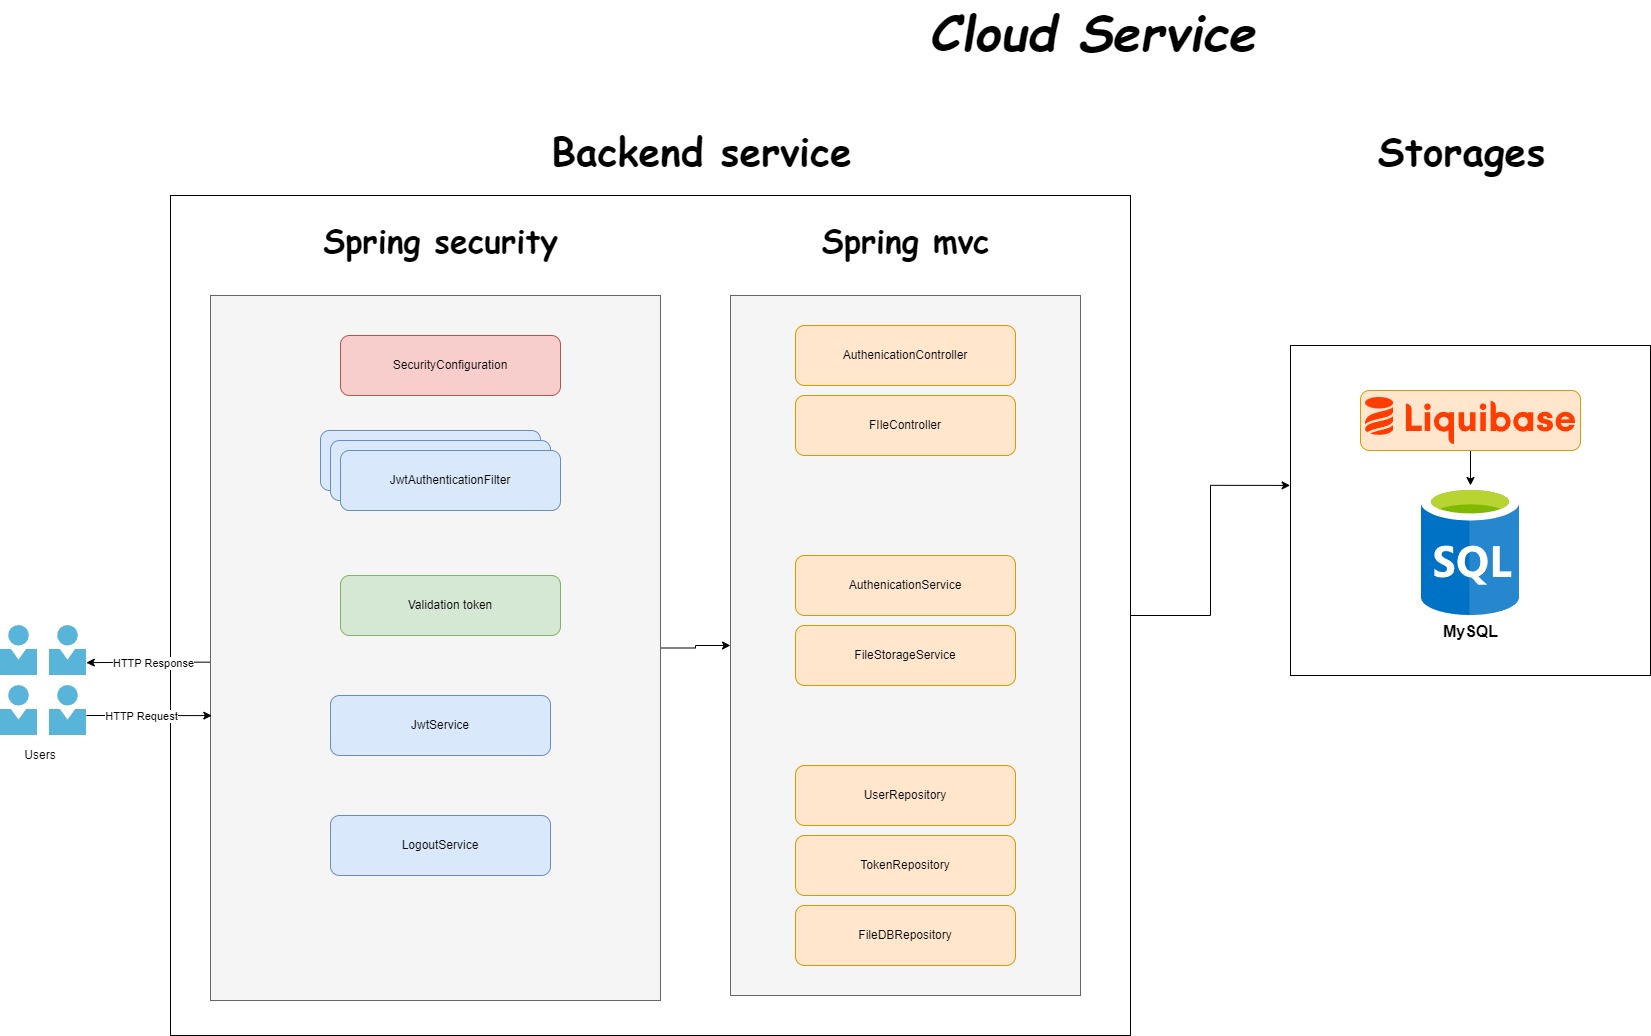 Cloud Service
Backend service
Storages
Spring security
Spring mvc
SecurityConfiguration
JwtAuthenticationFilter
Validation token
JwtService
LogoutService
AuthenicationController
FIleController
AuthenicationService
FileStorageService
UserRepository
TokenRepository
FileDBRepository
HTTP Response
HTTP Request
Users
Liquibase
SQL
MySQL